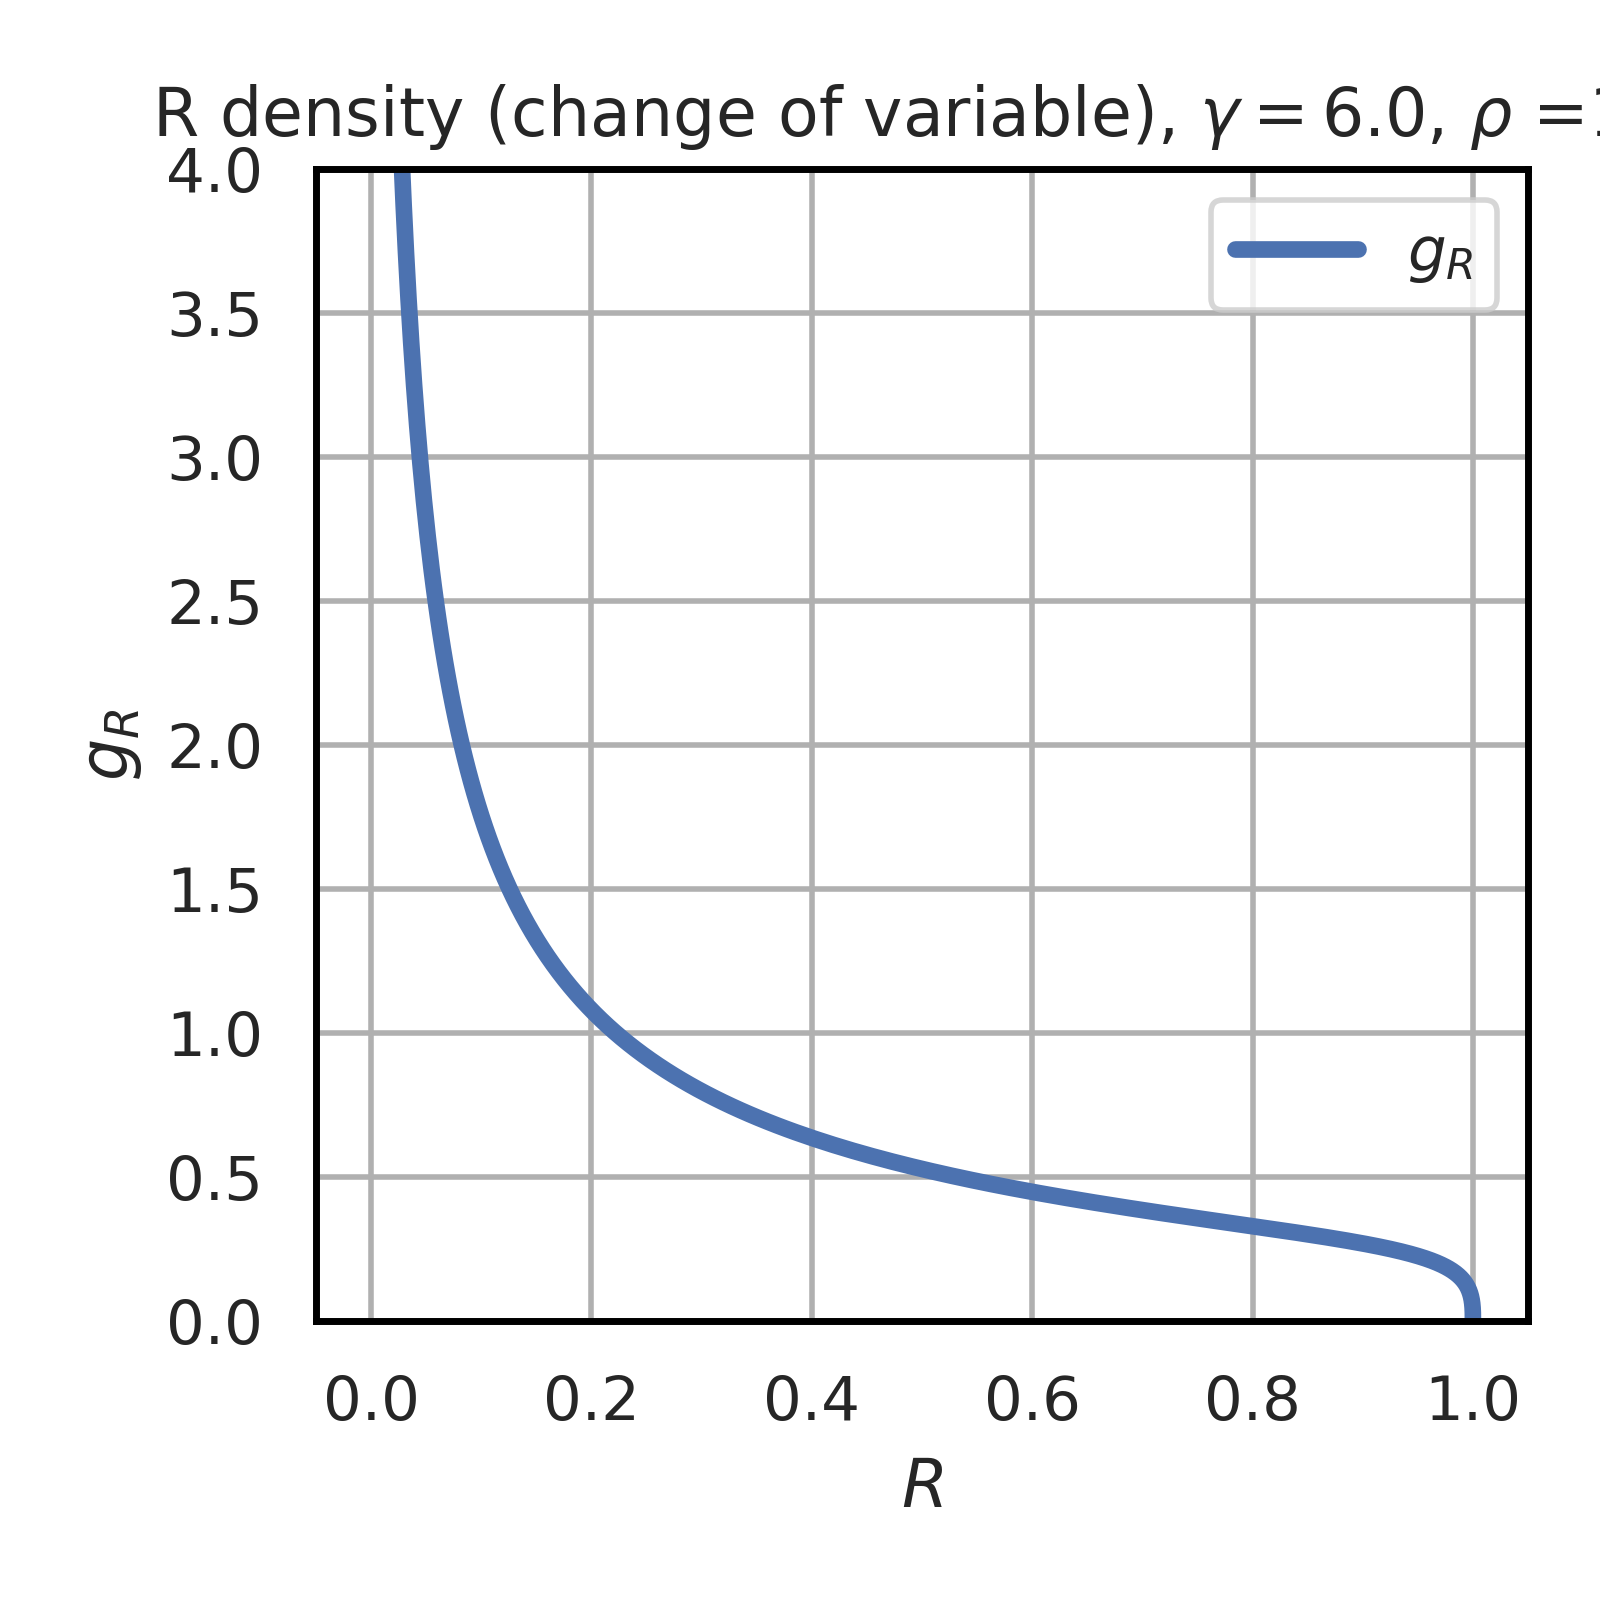 R density (change of variable), γ = 6.0, ρ =
4.0
3.5
3.0
2.5
2.0
1.5
1.0
0.5
0.0
g_R
g_R
0.0 0.2 0.4 0.6 0.8 1.0
R